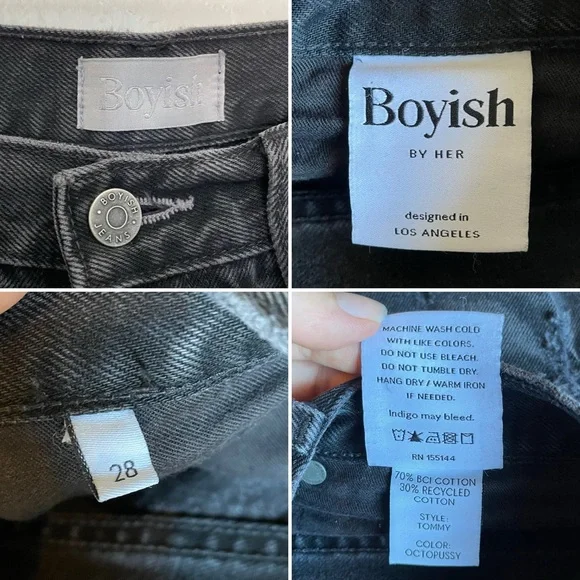 Boyish
BOYISH
JEANS
Boyish
BY HER
designed in
LOS ANGELES
28
MACHINE WASH COLD
WITH LIKE COLORS.
DO NOT USE BLEACH.
DO NOT TUMBLE DRY.
HANG DRY / WARM IRON
IF NEEDED.
Indigo may bleed.
RN 155144
70% BCI COTTON
30% RECYCLED
COTTON
STYLE:
TOMMY
COLOR:
OCTOPUSSY